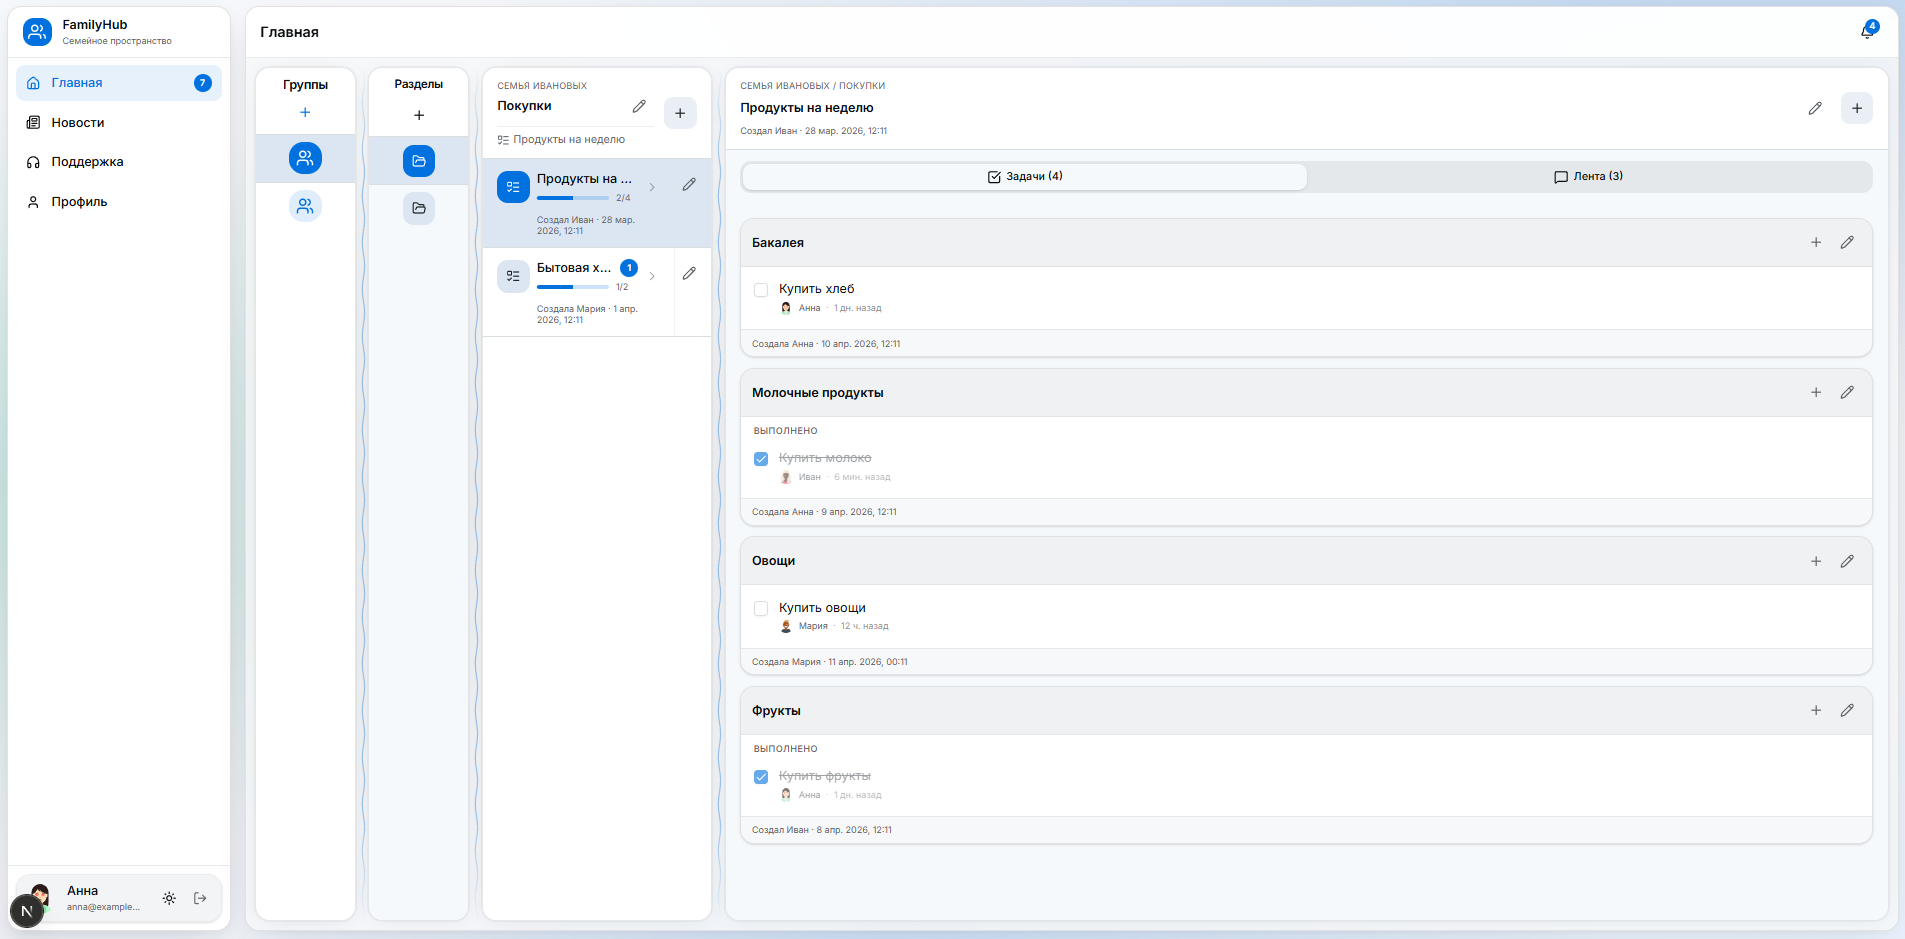 FamilyHub
Семейное пространство
Главная
7
Новости
Поддержка
Профиль
Анна
anna@example...
N
Главная
4
Группы
Разделы
СЕМЬЯ ИВАНОВЫХ
Покупки
Продукты на неделю
Продукты на ...
2/4
Создал Иван · 28 мар.
2026, 12:11
Бытовая х...
1
1/2
Создала Мария · 1 апр.
2026, 12:11
СЕМЬЯ ИВАНОВЫХ / ПОКУПКИ
Продукты на неделю
Создал Иван · 28 мар. 2026, 12:11
Задачи (4)
Лента (3)
Бакалея
Купить хлеб
Анна · 1 дн. назад
Создала Анна · 10 апр. 2026, 12:11
Молочные продукты
ВЫПОЛНЕНО
Купить молоко
Иван · 6 мин. назад
Создала Анна · 9 апр. 2026, 12:11
Овощи
Купить овощи
Мария · 12 ч. назад
Создала Мария · 11 апр. 2026, 00:11
Фрукты
ВЫПОЛНЕНО
Купить фрукты
Анна · 1 дн. назад
Создал Иван · 8 апр. 2026, 12:11